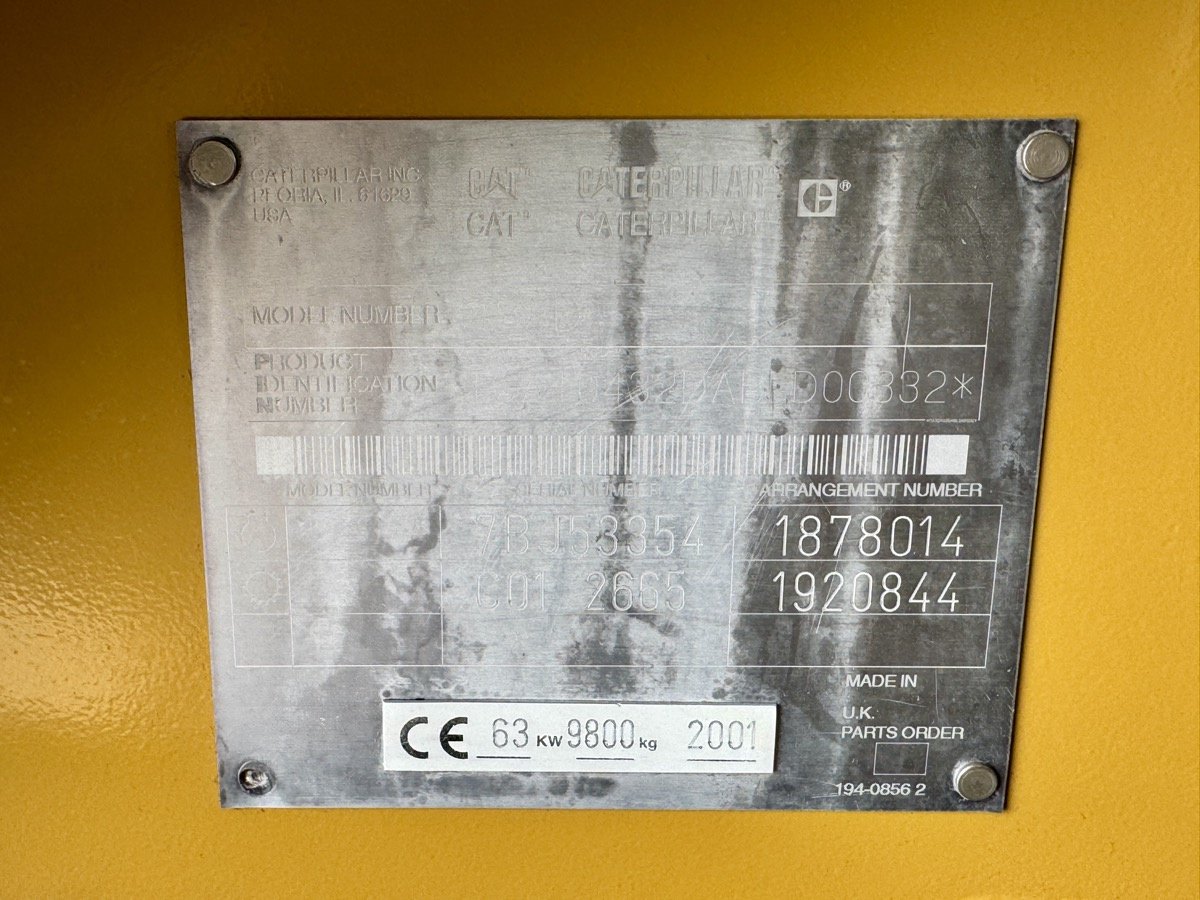 CATERPILLAR INC.
PEORIA, IL. 61629
USA
CAT® CATERPILLAR®
CAT® CATERPILLAR®
MODEL NUMBER
PRODUCT
IDENTIFICATION
NUMBER
D00332*
MODEL NUMBER SERIAL NUMBER ARRANGEMENT NUMBER
7BJ53354 1878014
C01 2665 1920844
MADE IN
U.K.
PARTS ORDER
194-0856 2
CE 63 KW 9800 kg 2001